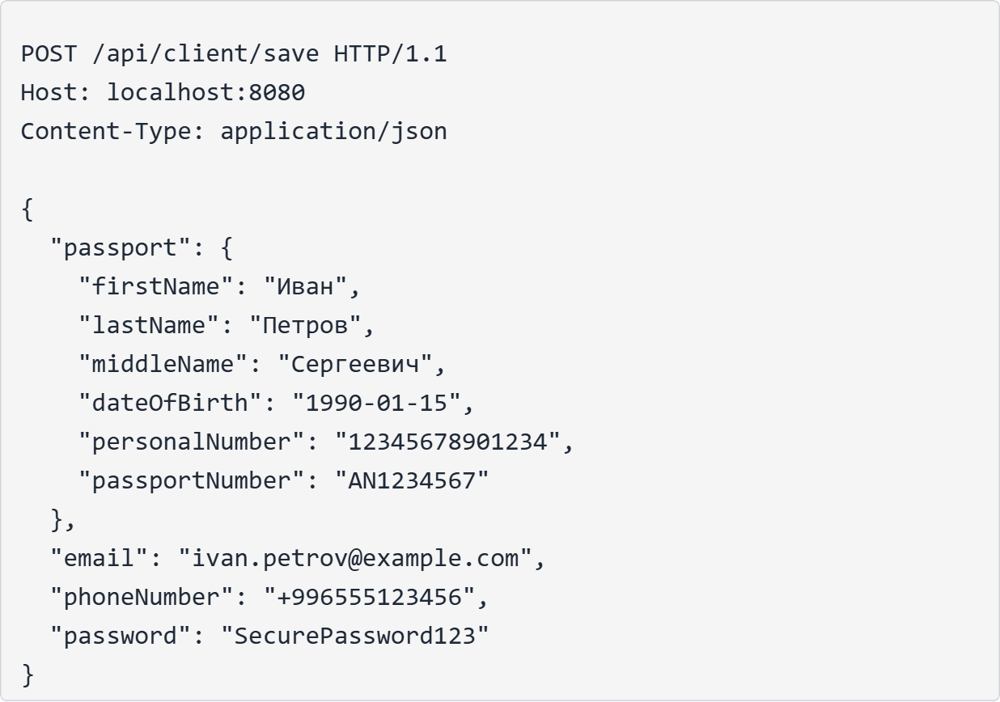 POST /api/client/save HTTP/1.1
Host: localhost:8080
Content-Type: application/json
{
"passport": {
"firstName": "Иван",
"lastName": "Петров",
"middleName": "Сергеевич",
"dateOfBirth": "1990-01-15",
"personalNumber": "12345678901234",
"passportNumber": "AN1234567"
},
"email": "ivan.petrov@example.com",
"phoneNumber": "+996555123456",
"password": "SecurePassword123"
}